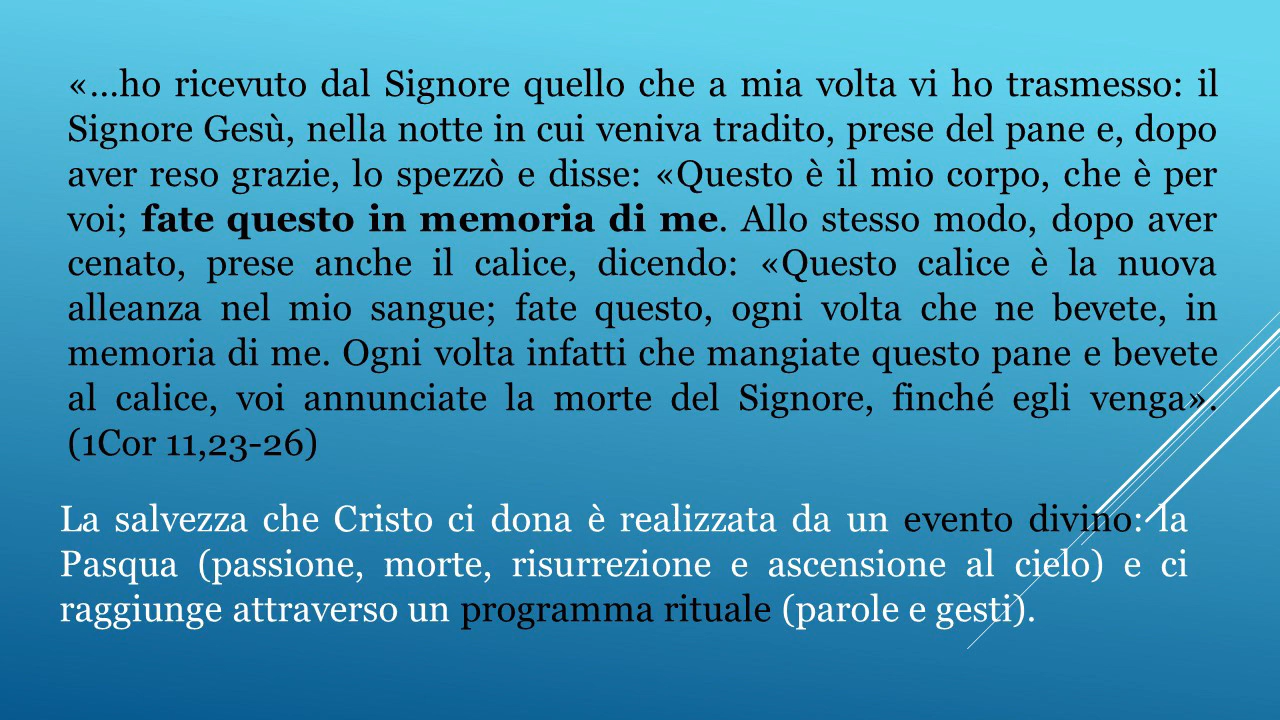 «…ho ricevuto dal Signore quello che a mia volta vi ho trasmesso: il
Signore Gesù, nella notte in cui veniva tradito, prese del pane e, dopo
aver reso grazie, lo spezzò e disse: «Questo è il mio corpo, che è per
voi; fate questo in memoria di me. Allo stesso modo, dopo aver
cenato, prese anche il calice, dicendo: «Questo calice è la nuova
alleanza nel mio sangue; fate questo, ogni volta che ne bevete, in
memoria di me. Ogni volta infatti che mangiate questo pane e bevete
al calice, voi annunciate la morte del Signore, finché egli venga».
(1Cor 11,23-26)
La salvezza che Cristo ci dona è realizzata da un evento divino: la
Pasqua (passione, morte, risurrezione e ascensione al cielo) e ci
raggiunge attraverso un programma rituale (parole e gesti).